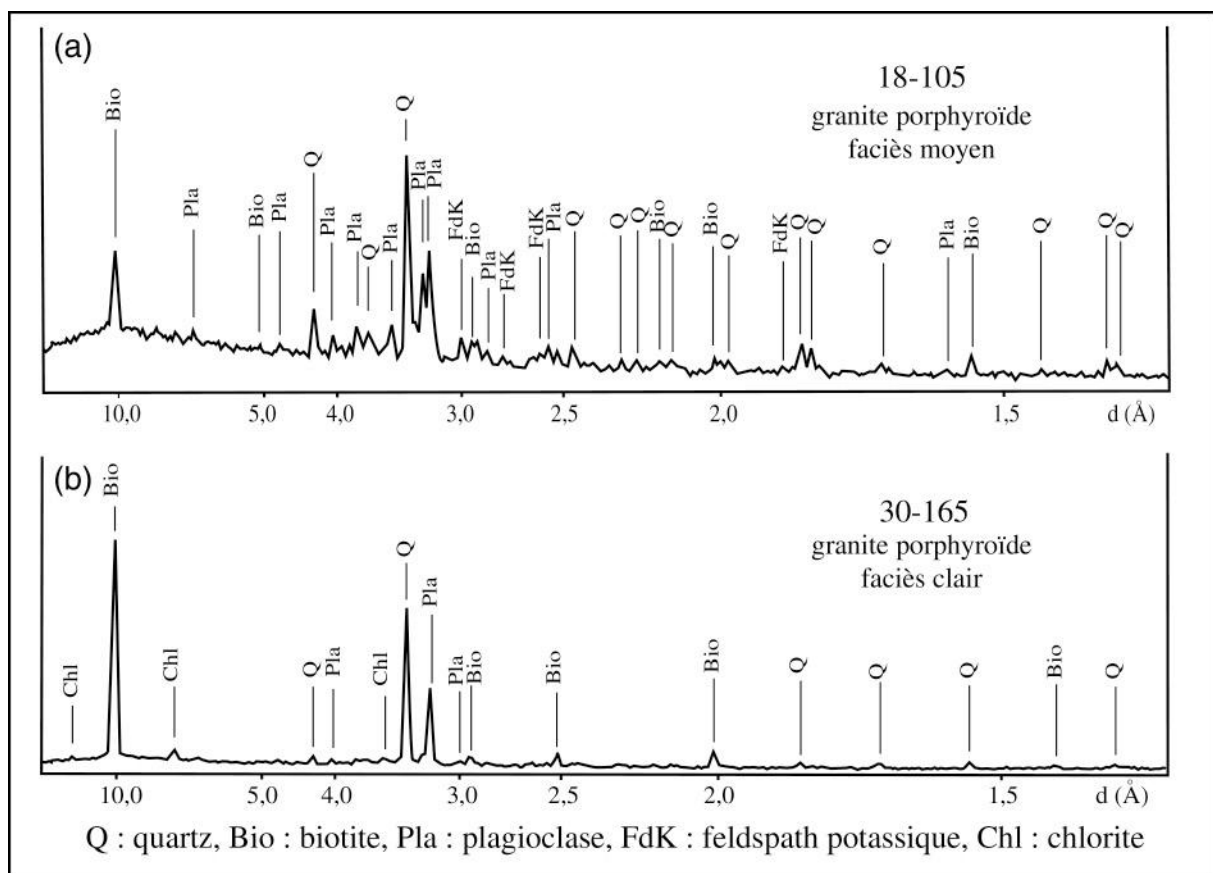 (a)
18-105
granite porphyroïde
faciès moyen
Bio Pla Bio Pla Q Pla Pla Q Pla Q Pla Pla FdK Bio Pla FdK FdK Pla Q Q Q Bio Q Bio Q FdK Q Q Q Pla Bio Q Q Q
10,0 5,0 4,0 3,0 2,5 2,0 1,5 d (Å)
(b)
30-165
granite porphyroïde
faciès clair
Chl Bio Chl Q Pla Chl Q Pla Pla Bio Bio Bio Q Q Q Bio Q
10,0 5,0 4,0 3,0 2,5 2,0 1,5 d (Å)
Q : quartz, Bio : biotite, Pla : plagioclase, FdK : feldspath potassique, Chl : chlorite